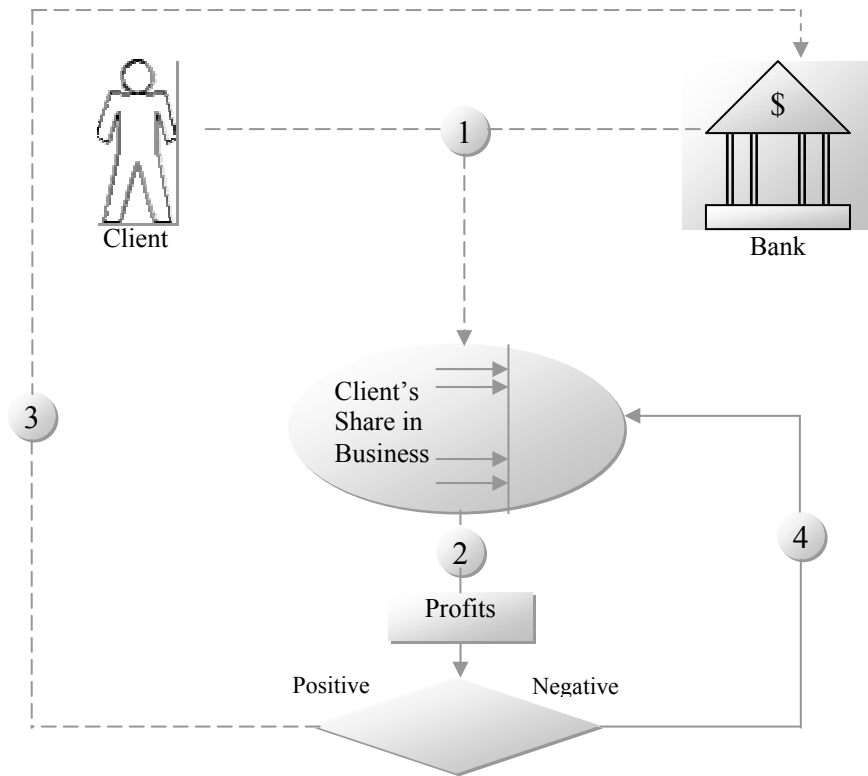 $
1
Client
Bank
Client’s
Share in
Business
3
2
4
Profits
Positive
Negative